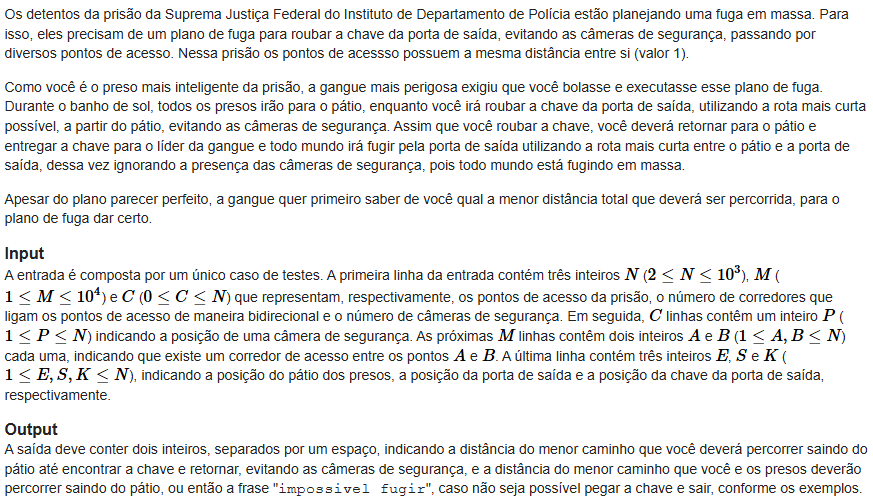 Os detentos da prisão da Suprema Justiça Federal do Instituto de Departamento de Polícia estão planejando uma fuga em massa. Para
isso, eles precisam de um plano de fuga para roubar a chave da porta de saída, evitando as câmeras de segurança, passando por
diversos pontos de acesso. Nessa prisão os pontos de acessso possuem a mesma distância entre si (valor 1).
Como você é o preso mais inteligente da prisão, a gangue mais perigosa exigiu que você bolasse e executasse esse plano de fuga.
Durante o banho de sol, todos os presos irão para o pátio, enquanto você irá roubar a chave da porta de saída, utilizando a rota mais curta
possível, a partir do pátio, evitando as câmeras de segurança. Assim que você roubar a chave, você deverá retornar para o pátio e
entregar a chave para o líder da gangue e todo mundo irá fugir pela porta de saída utilizando a rota mais curta entre o pátio e a porta de
saída, dessa vez ignorando a presença das câmeras de segurança, pois todo mundo está fugindo em massa.
Apesar do plano parecer perfeito, a gangue quer primeiro saber de você qual a menor distância total que deverá ser percorrida, para o
plano de fuga dar certo.
Input
A entrada é composta por um único caso de testes. A primeira linha da entrada contém três inteiros N (2 ≤ N ≤ 10³), M (
1 ≤ M ≤ 10⁴) e C (0 ≤ C ≤ N) que representam, respectivamente, os pontos de acesso da prisão, o número de corredores que
ligam os pontos de acesso de maneira bidirecional e o número de câmeras de segurança. Em seguida, C linhas contêm um inteiro P (
1 ≤ P ≤ N) indicando a posição de uma câmera de segurança. As próximas M linhas contêm dois inteiros A e B (1 ≤ A, B ≤ N)
cada uma, indicando que existe um corredor de acesso entre os pontos A e B. A última linha contém três inteiros E, S e K (
1 ≤ E, S, K ≤ N), indicando a posição do pátio dos presos, a posição da porta de saída e a posição da chave da porta de saída,
respectivamente.
Output
A saída deve conter dois inteiros, separados por um espaço, indicando a distância do menor caminho que você deverá percorrer saindo do
pátio até encontrar a chave e retornar, evitando as câmeras de segurança, e a distância do menor caminho que você e os presos deverão
percorrer saindo do pátio, ou então a frase "impossivel fugir", caso não seja possível pegar a chave e sair, conforme os exemplos.